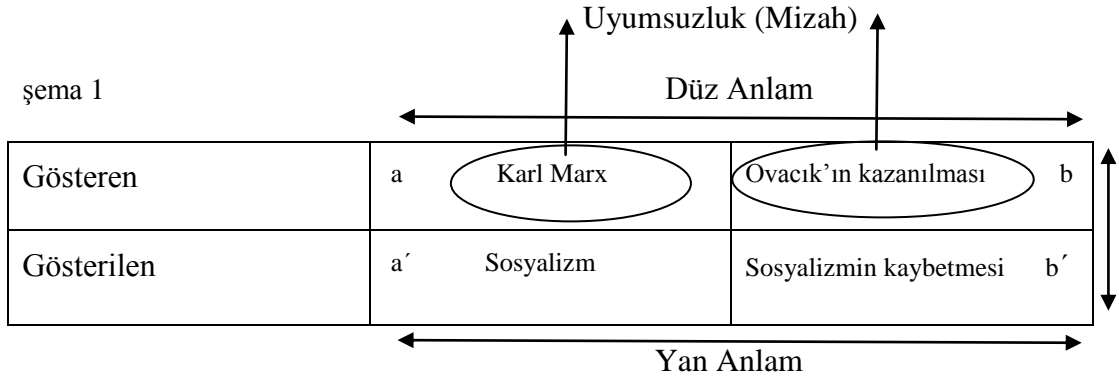 Uyumsuzluk (Mizah)
şema 1
Düz Anlam
Gösteren a Karl Marx Ovacık’ın kazanılması b
Gösterilen a´ Sosyalizm Sosyalizmin kaybetmesi b´
Yan Anlam